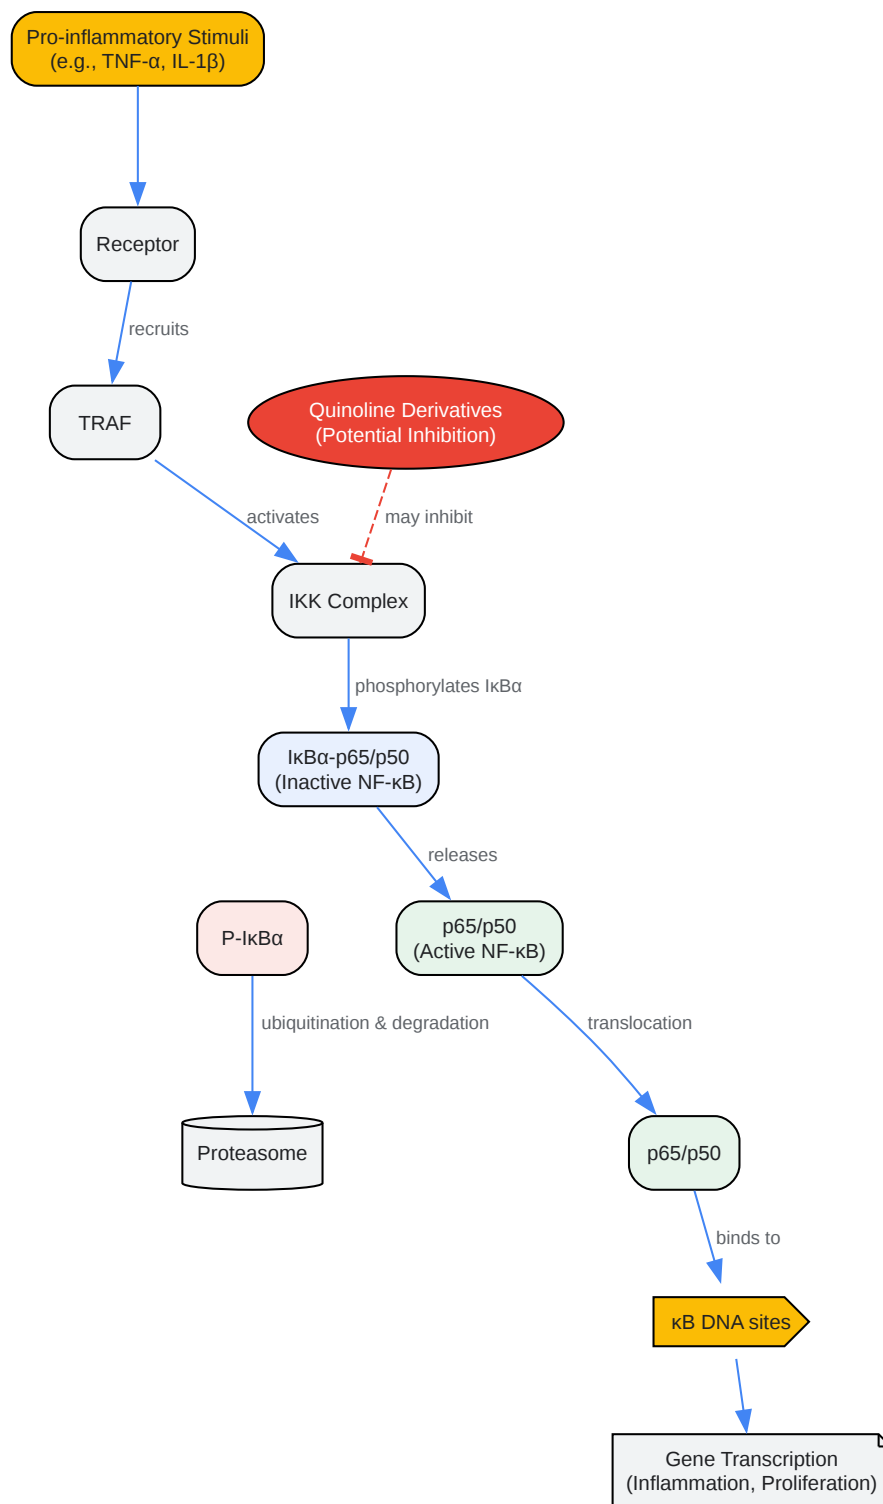 Pro-inflammatory Stimuli
(e.g., TNF-α, IL-1β)
Receptor
recruits
TRAF
Quinoline Derivatives
(Potential Inhibition)
activates
may inhibit
IKK Complex
phosphorylates IκBα
IκBα-p65/p50
(Inactive NF-κB)
releases
P-IκBα
p65/p50
(Active NF-κB)
ubiquitination & degradation
translocation
Proteasome
p65/p50
binds to
κB DNA sites
Gene Transcription
(Inflammation, Proliferation)